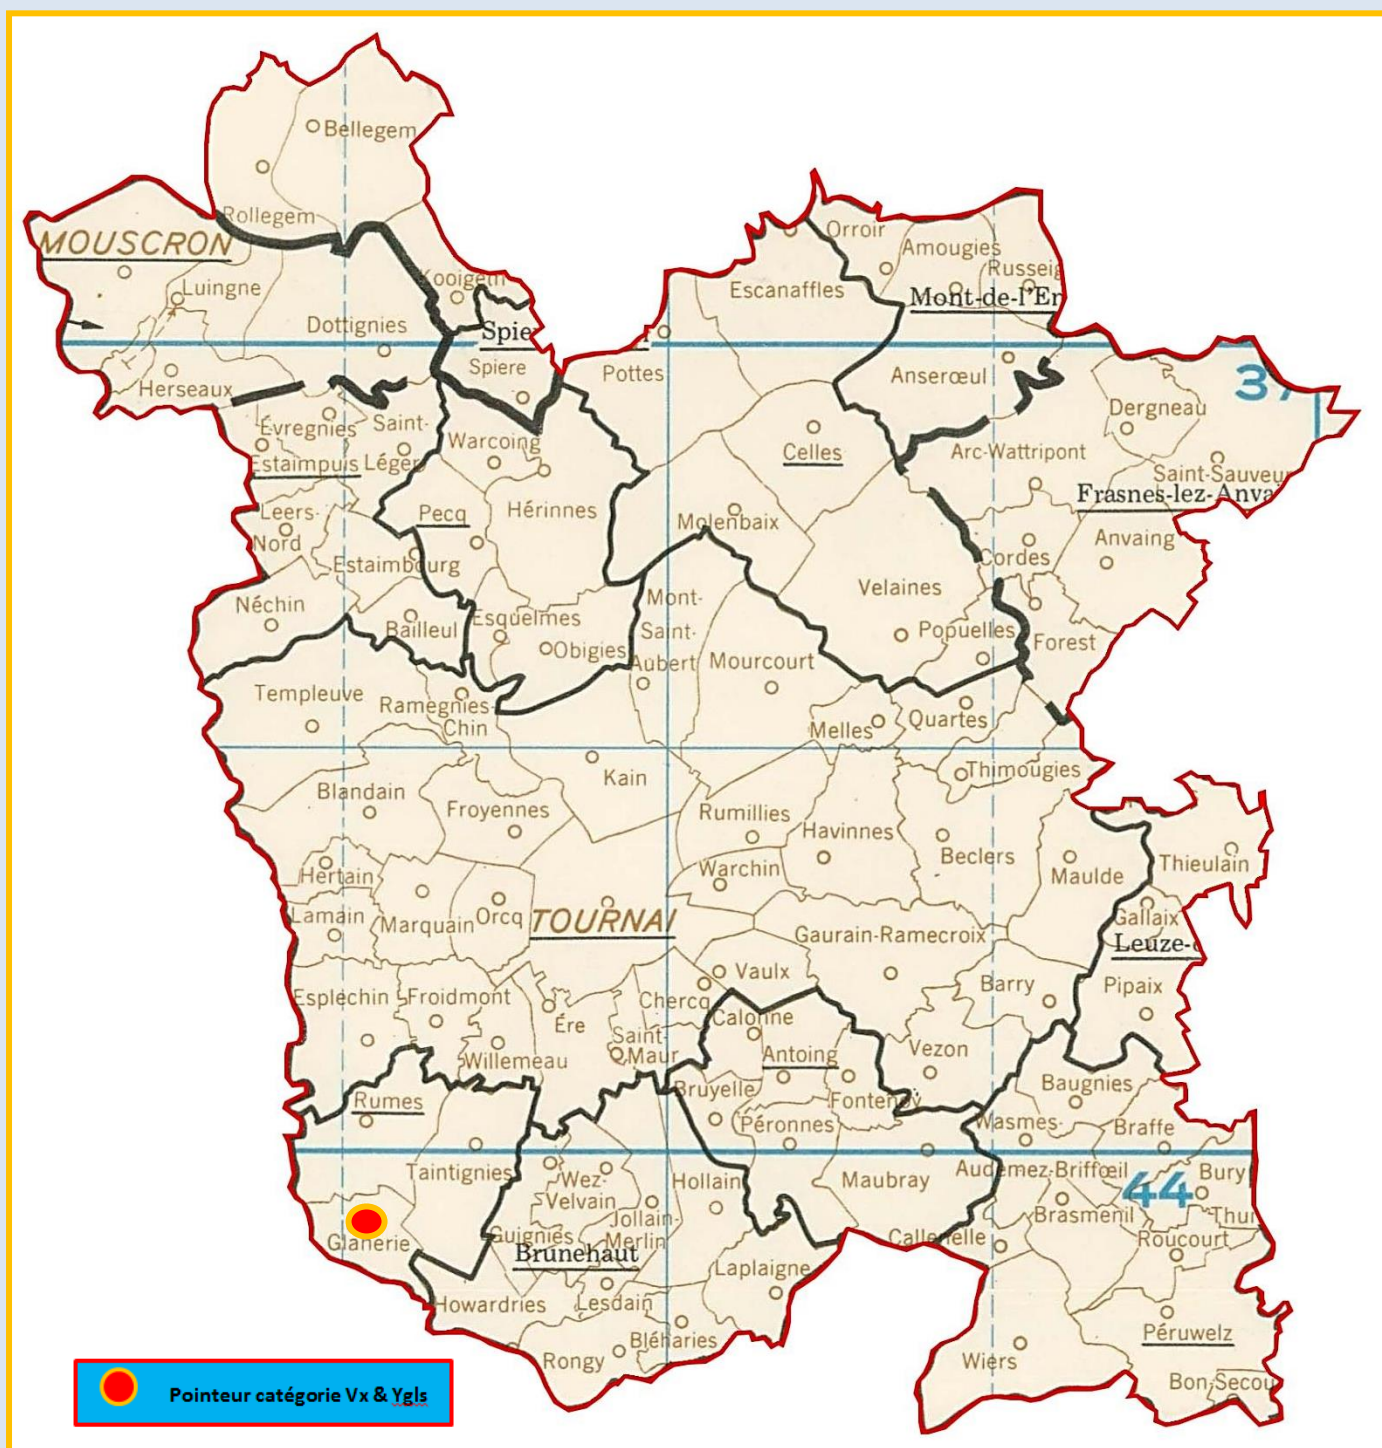 Bellegem
Rollegem
MOUSCRON
Luingne
Kooigem
Dottignies
Herseaux
Spie
Spiere
Pottes
Escanaffles
Orroir
Amougies
Russeig
Mont-de-l'Er
Anserœul
37
Dergneau
Évregnies
Saint-
Léger
Estaimpuis
Warcoing
Celles
Arc-Wattripont
Saint-Sauveur
Frasnes-lez-Anva
Leers-
Nord
Pecq
Hérinnes
Molenbaix
Cordes
Anvaing
Estaimbourg
Velaines
Néchin
Bailleul
Esquelmes
Obigies
Mont-
Saint-
Aubert
Mourcourt
Popuelles
Forest
Templeuve
Ramegnies-
Chin
Melles
Quartes
Kain
Thimougies
Blandain
Froyennes
Rumillies
Havinnes
Beclers
Maulde
Thieulain
Hertain
Warchin
Lamain
Marquain
Orcq
TOURNAI
Gaurain-Ramecroix
Gallaix
Leuze-
Vaulx
Esplechin
Froidmont
Ére
Chercq
Barry
Pipaix
Willemeau
Saint-
Maur
Calonne
Antoing
Vezon
Baugnies
Rumes
Bruyelle
Fontenoy
Péronnes
Wasmes-
Audemez-Briffœil
Braffe
Taintignies
Wez-
Velvain
Hollain
Maubray
44
Bury
Brasménil
Thui
Glanerie
Guignies
Jollain-
Merlin
Brunehaut
Callenelle
Roucourt
Laplaigne
Howardries
Lesdain
Bléharies
Rongy
Wiers
Péruwelz
Bon-Secou
Pointeur catégorie Vx & Ygls